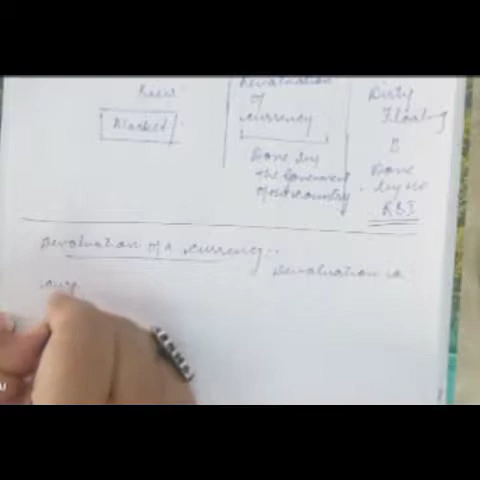 Market
Devaluation
of
currency
Done by
the Government
of our country
Dirty
Floating
Done
by the
RBI
Devaluation of a currency..
Devaluation is